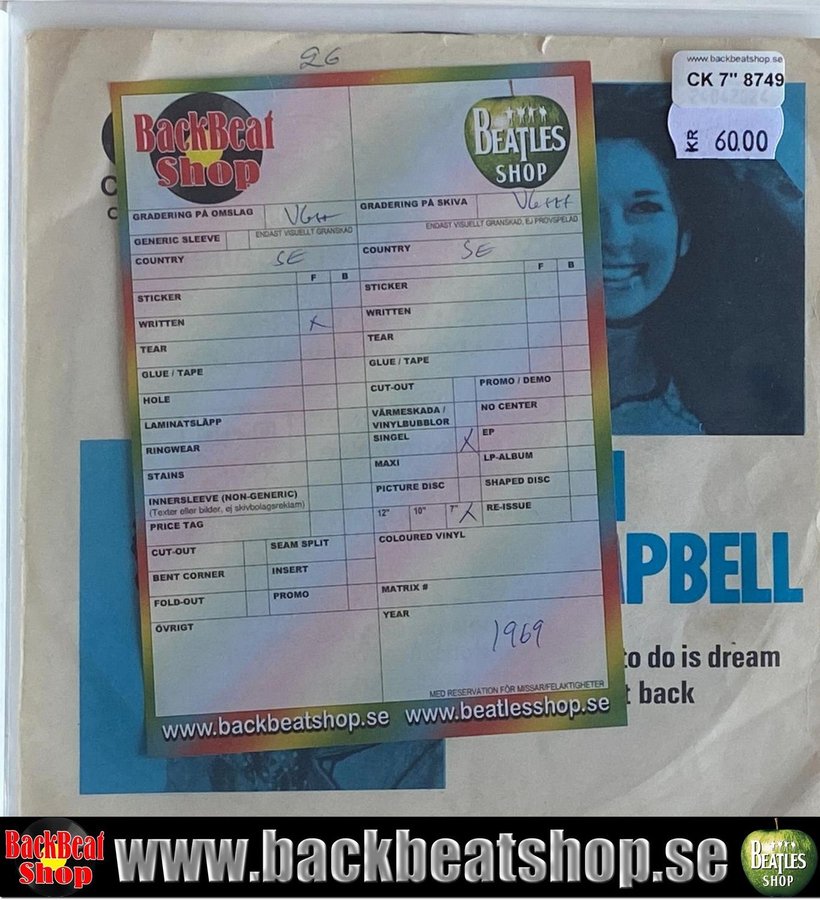 26
www.backbeatshop.se
CK 7" 8749
KR 60.00
BackBeat
Shop
BEATLES
SHOP
GRADERING PÅ OMSLAG VG++
ENDAST VISUELLT GRANSKAD
GENERIC SLEEVE
COUNTRY SE
F B
STICKER
WRITTEN X
TEAR
GLUE / TAPE
HOLE
LAMINATSLÄPP
RINGWEAR
STAINS
INNERSLEEVE (NON-GENERIC)
(Texter eller bilder, ej skivbolagsreklam)
PRICE TAG
CUT-OUT SEAM SPLIT
BENT CORNER INSERT
FOLD-OUT PROMO
ÖVRIGT
GRADERING PÅ SKIVA VG+++
ENDAST VISUELLT GRANSKAD, EJ PROVSPELAD
COUNTRY SE
F B
STICKER
WRITTEN
TEAR
GLUE / TAPE
CUT-OUT PROMO / DEMO
VÄRMESKADA / NO CENTER
VINYLBUBBLOR
SINGEL X EP
MAXI LP-ALBUM
PICTURE DISC SHAPED DISC
12" 10" 7" X RE-ISSUE
COLOURED VINYL
MATRIX #
YEAR
1969
MED RESERVATION FÖR MISSAR/FELAKTIGHETER
www.backbeatshop.se www.beatlesshop.se
PBELL
to do is dream
back
BackBeat
Shop
www.backbeatshop.se
BEATLES
SHOP